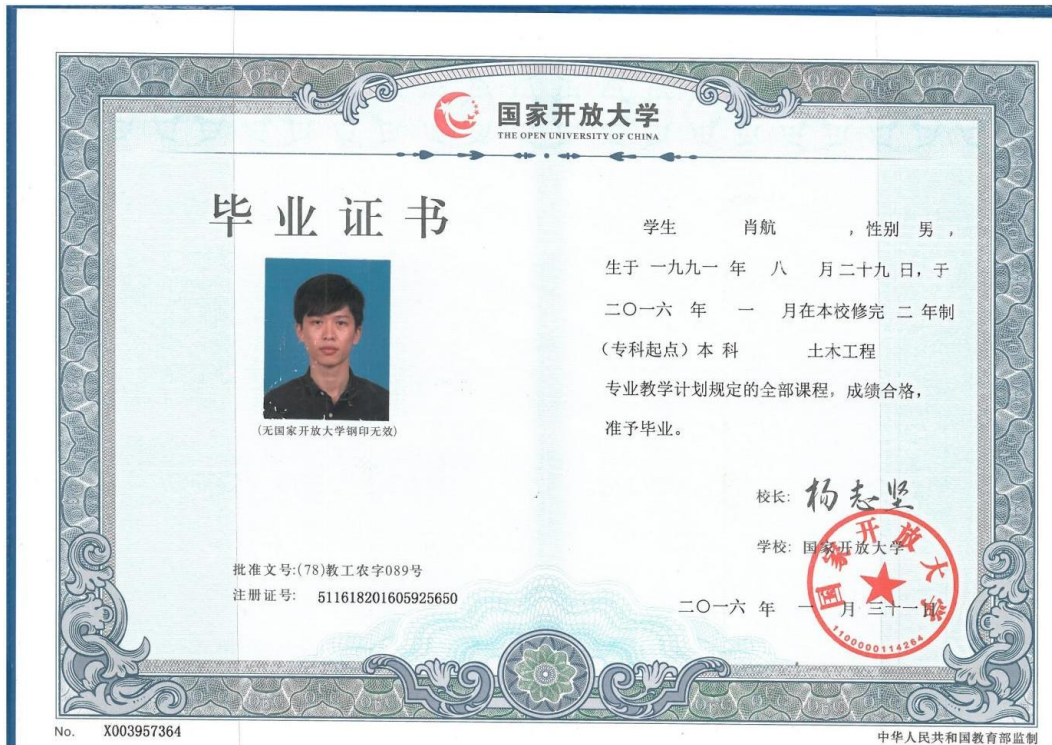 国家开放大学
THE OPEN UNIVERSITY OF CHINA
毕业证书
(无国家开放大学钢印无效)
批准文号:(78)教工农字089号
注册证号: 511618201605925650
学生 肖航 ，性别 男 ，
生于 一九九一 年 八 月二十九 日，于
二〇一六 年 一 月在本校修完 二 年制
（专科起点）本 科 土木工程
专业教学计划规定的全部课程，成绩合格，
准予毕业。
校长: 杨志坚
学校: 国家开放大学
二〇一六 年 一 月 三十一 日
国家开放大学
1100000114264
No. X003957364
中华人民共和国教育部监制